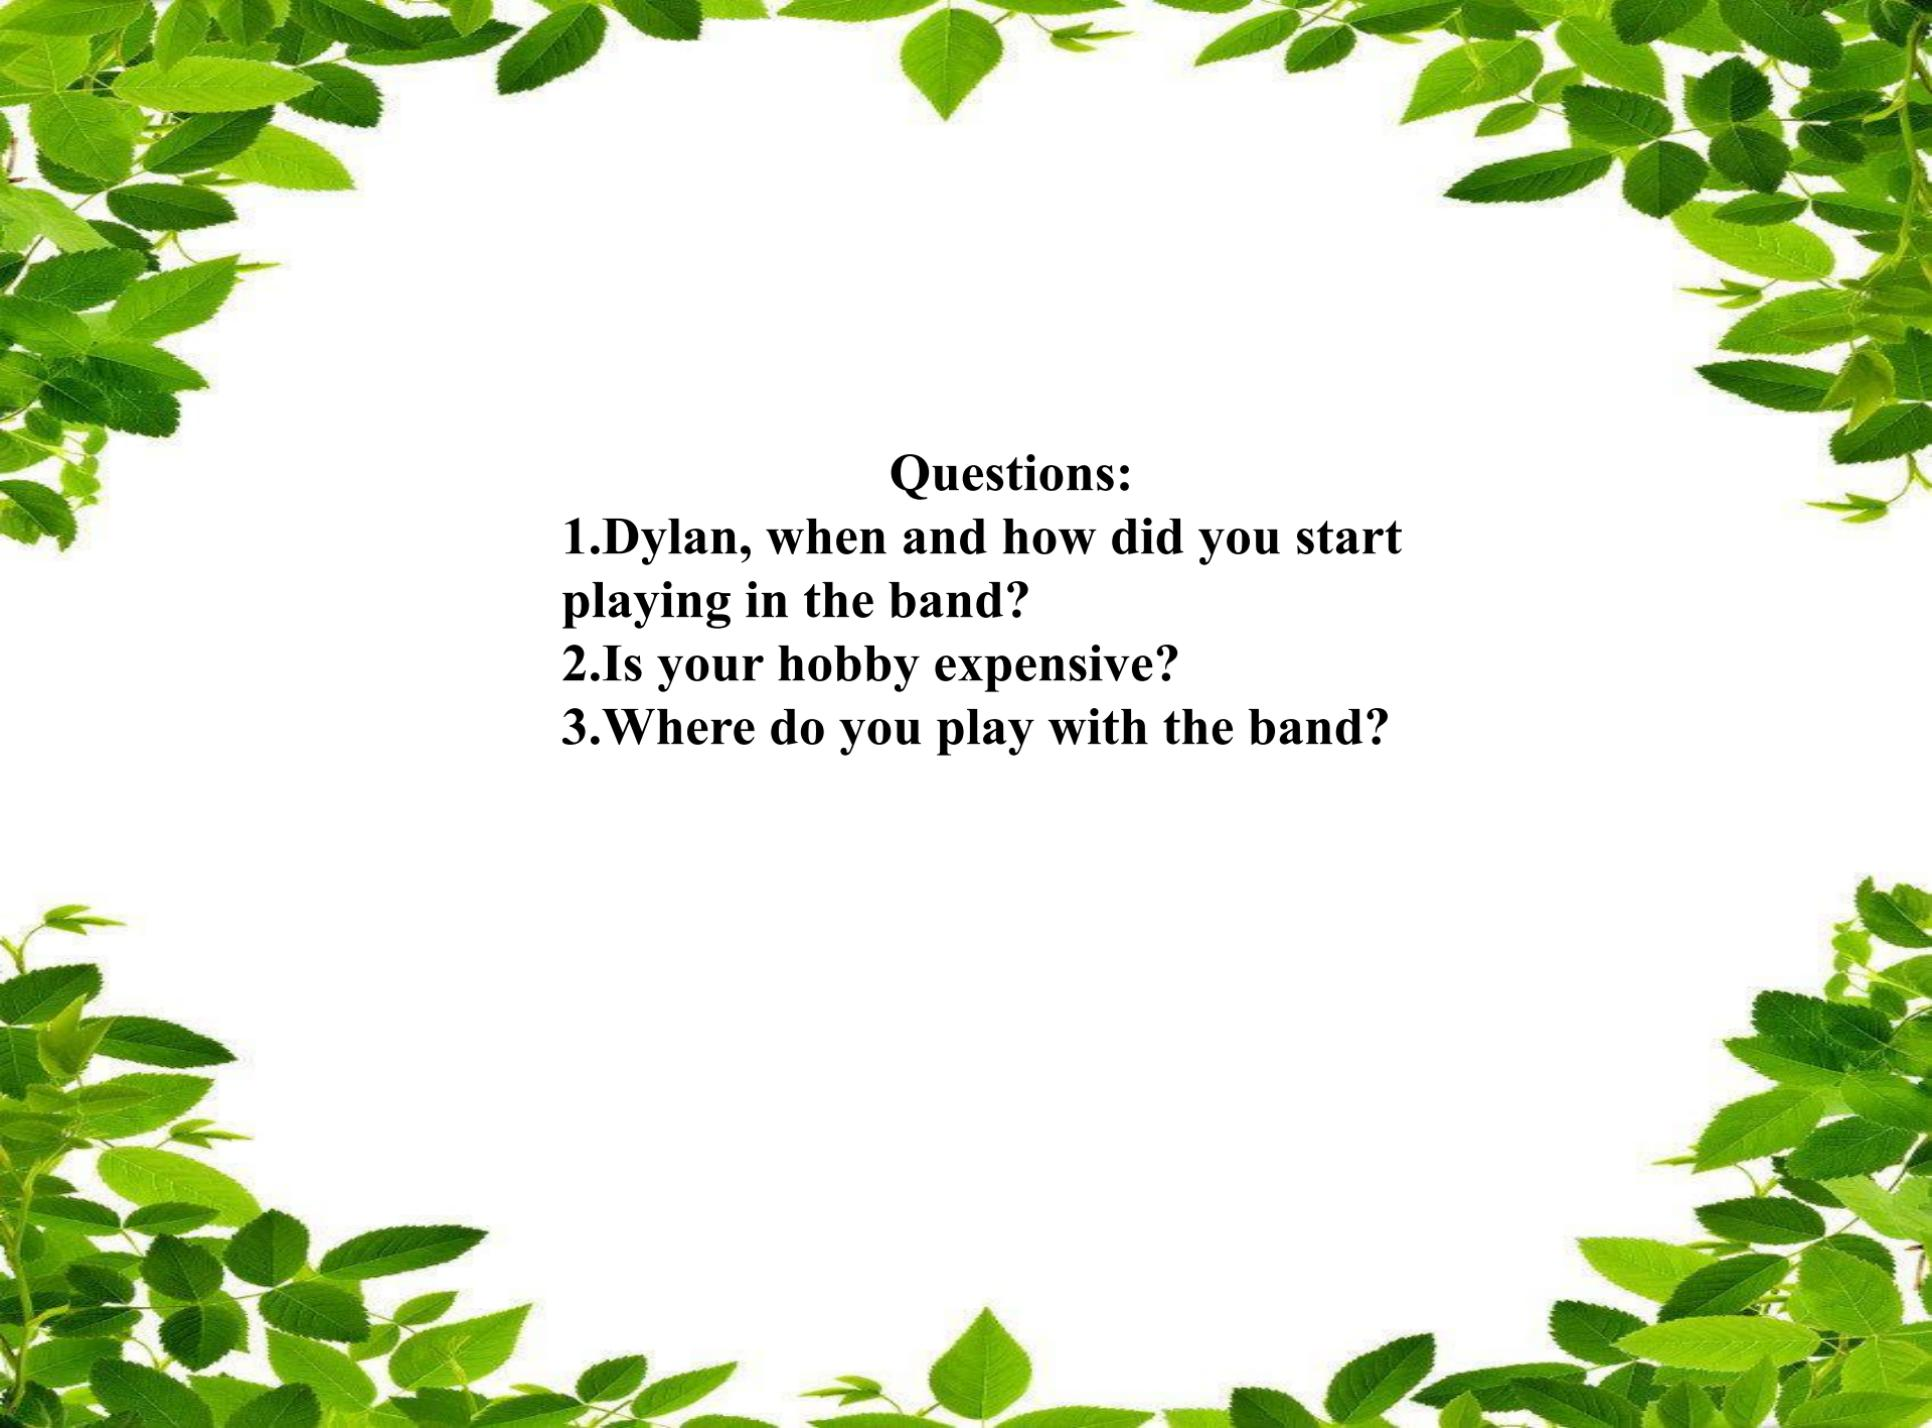 Questions:
1.Dylan, when and how did you start
playing in the band?
2.Is your hobby expensive?
3.Where do you play with the band?